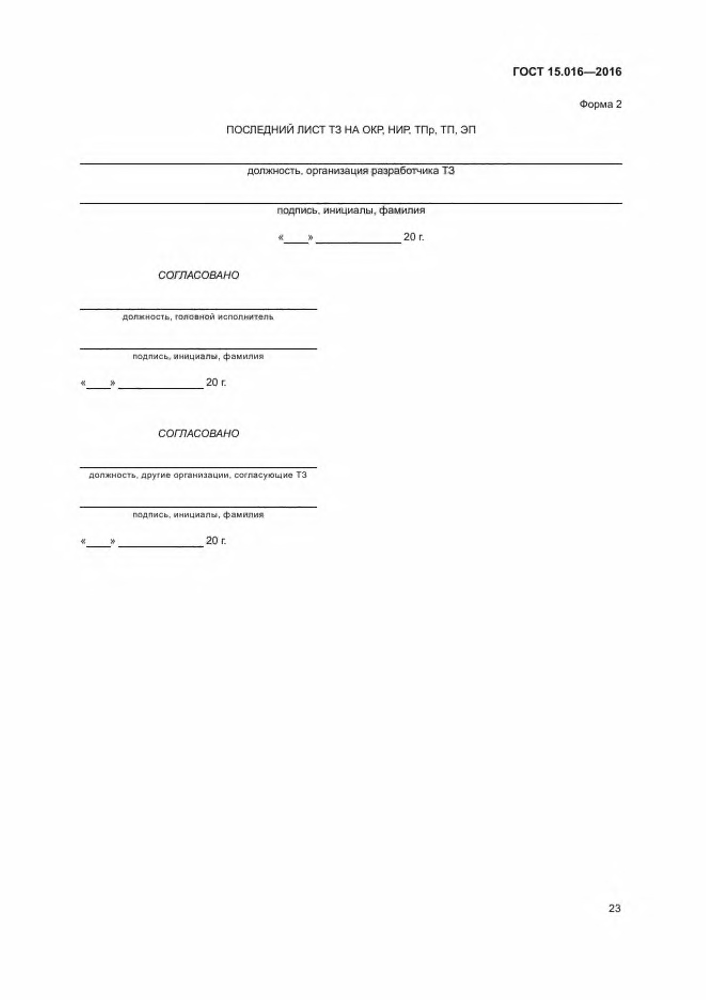 ГОСТ 15.016—2016
Форма 2
ПОСЛЕДНИЙ ЛИСТ ТЗ НА ОКР, НИР, ТПр, ТП, ЭП
должность, организация разработчика ТЗ
подпись, инициалы, фамилия
«____» ______________ 20 г.
СОГЛАСОВАНО
должность, головной исполнитель
подпись, инициалы, фамилия
«____» ______________ 20 г.
СОГЛАСОВАНО
должность, другие организации, согласующие ТЗ
подпись, инициалы, фамилия
«____» ______________ 20 г.
23